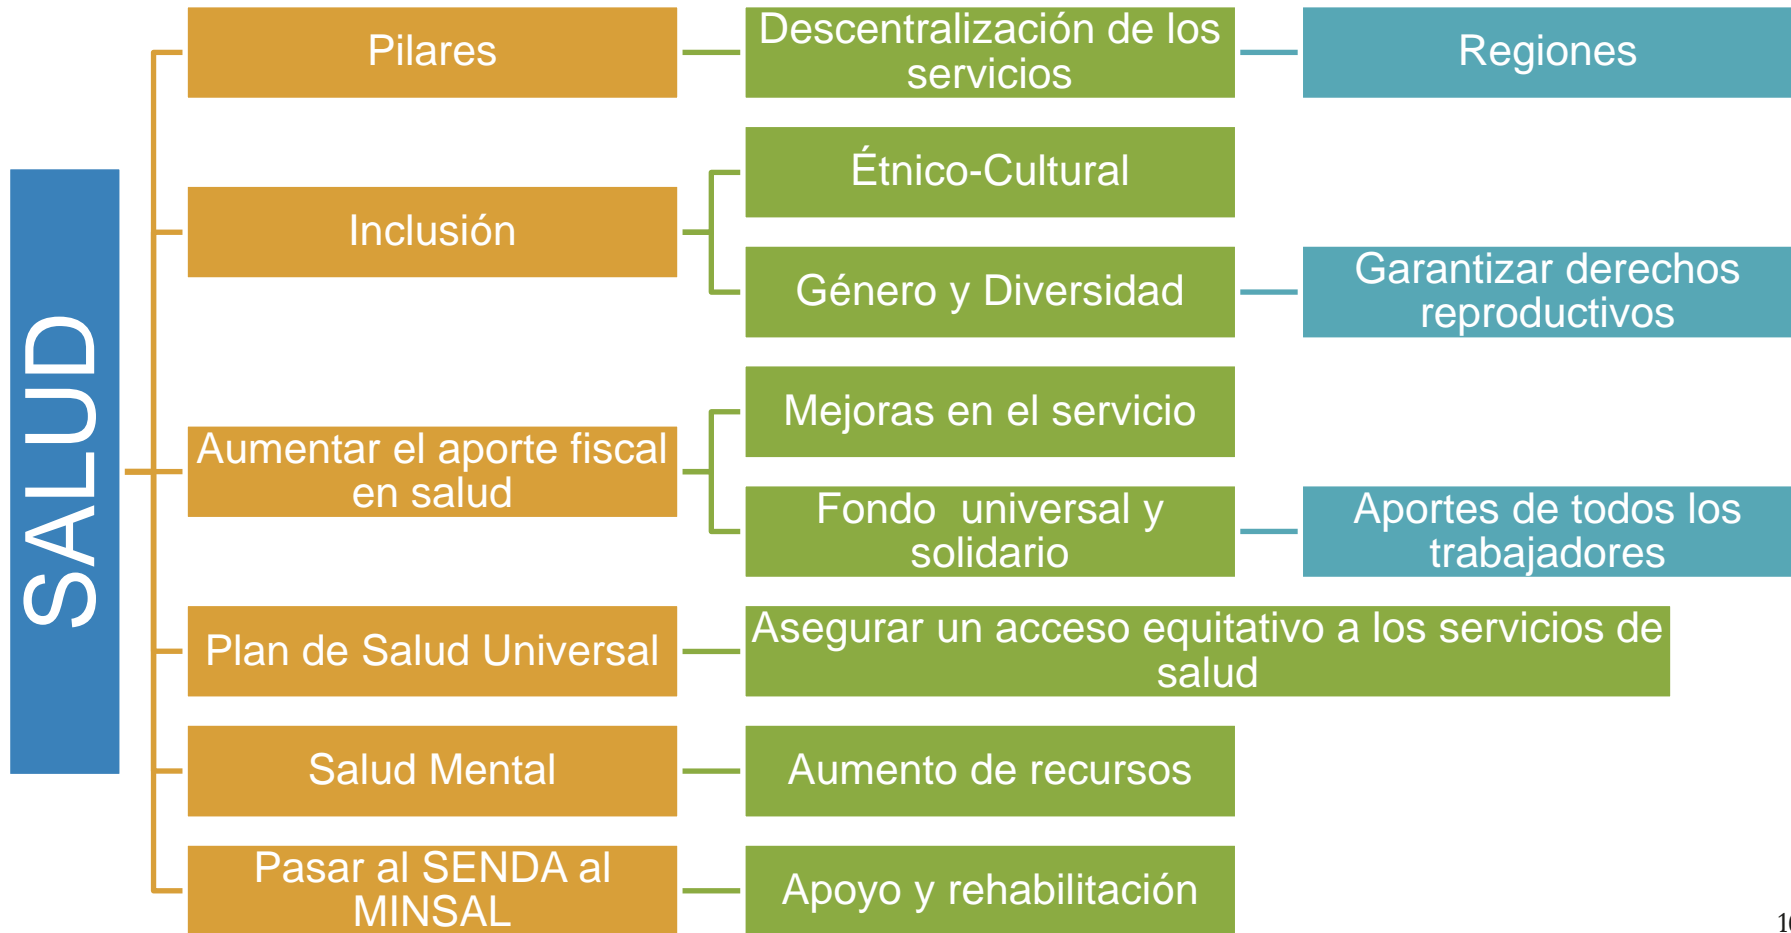 SALUD
Pilares
Descentralización de los
servicios
Regiones
Inclusión
Étnico-Cultural
Género y Diversidad
Garantizar derechos
reproductivos
Aumentar el aporte fiscal
en salud
Mejoras en el servicio
Fondo universal y
solidario
Aportes de todos los
trabajadores
Plan de Salud Universal
Asegurar un acceso equitativo a los servicios de
salud
Salud Mental
Aumento de recursos
Pasar al SENDA al
MINSAL
Apoyo y rehabilitación